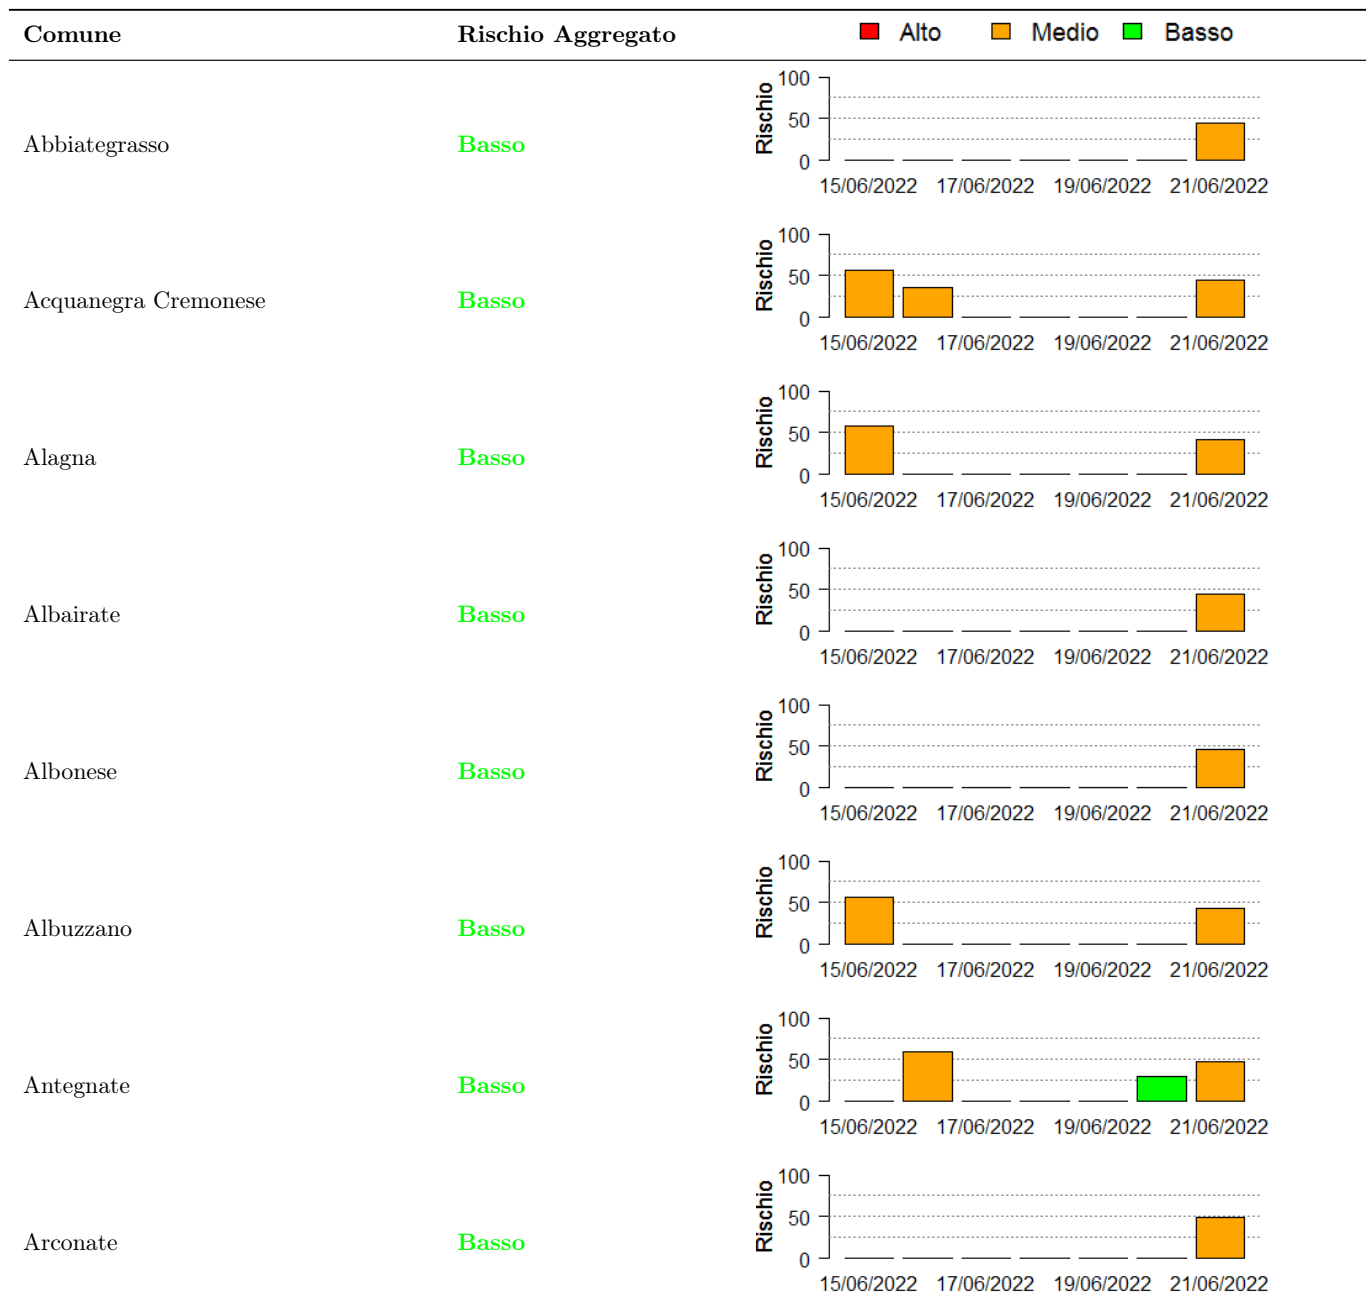 Comune Rischio Aggregato Alto Medio Basso
Abbiategrasso Basso
Rischio
100
50
0
15/06/2022 17/06/2022 19/06/2022 21/06/2022
Acquanegra Cremonese Basso
Rischio
100
50
0
15/06/2022 17/06/2022 19/06/2022 21/06/2022
Alagna Basso
Rischio
100
50
0
15/06/2022 17/06/2022 19/06/2022 21/06/2022
Albairate Basso
Rischio
100
50
0
15/06/2022 17/06/2022 19/06/2022 21/06/2022
Albonese Basso
Rischio
100
50
0
15/06/2022 17/06/2022 19/06/2022 21/06/2022
Albuzzano Basso
Rischio
100
50
0
15/06/2022 17/06/2022 19/06/2022 21/06/2022
Antegnate Basso
Rischio
100
50
0
15/06/2022 17/06/2022 19/06/2022 21/06/2022
Arconate Basso
Rischio
100
50
0
15/06/2022 17/06/2022 19/06/2022 21/06/2022